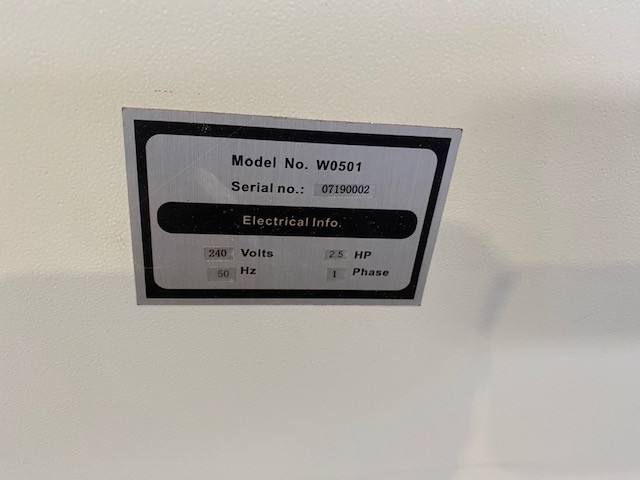 Model No. W0501
Serial no.: 07190002
Electrical Info.
240 Volts 2.5 HP
50 Hz 1 Phase